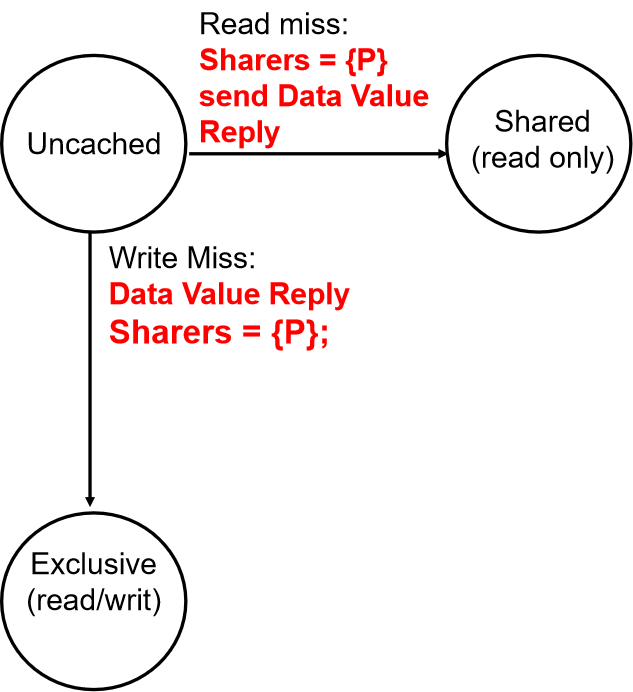 Read miss:
Sharers = {P}
send Data Value
Reply
Uncached
Shared
(read only)
Write Miss:
Data Value Reply
Sharers = {P};
Exclusive
(read/writ)